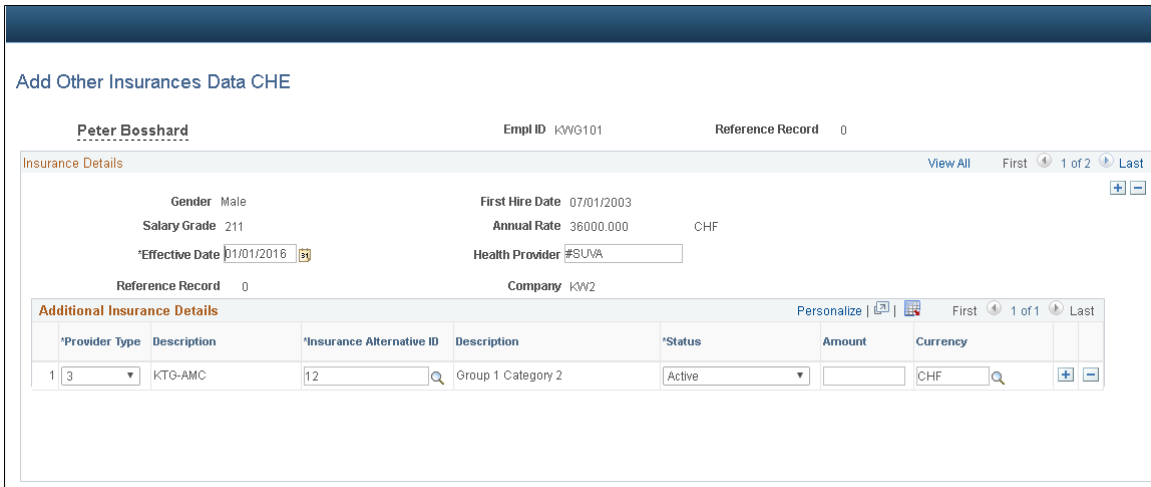 Add Other Insurances Data CHE
Peter Bosshard Empl ID KWG101 Reference Record 0
Insurance Details View All First 1 of 2 Last
Gender Male First Hire Date 07/01/2003
Salary Grade 211 Annual Rate 36000.000 CHF
*Effective Date 01/01/2016 31 Health Provider #SUVA
Reference Record 0 Company KW2
Additional Insurance Details Personalize | | First 1 of 1 Last
*Provider Type Description *Insurance Alternative ID Description *Status Amount Currency
1 3 KTG-AMC 12 Group 1 Category 2 Active CHF